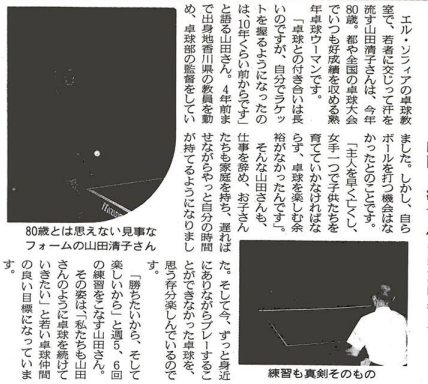 エル・ソフィアの卓球教
室で、若者に交じって汗を
流す山田清子さんは、今年
80歳。都や全国の卓球大会
でいつも好成績を収める熟
年卓球ウーマンです。
「卓球との付き合いは長
いのですが、自分でラケッ
トを握るようになったの
は、10年くらい前からです」
と語る山田さん。4年前ま
で出身地香川県の教員を勤
め、卓球部の監督をしてい
ました。しかし、自ら
ボールを打つ機会はな
かったとのことです。
「主人を早く亡くし、
女手一つで子供たちを
育てていかなければな
らず、卓球を楽しむ余
裕がなかったんです」。
そんな山田さんも、
仕事を辞め、お子さん
たちも家庭を持ち、遅れば
せながらやっと自分の時間
が持てるようになりまし
た。そして今、ずっと身近
にありながらプレーするこ
とができなかった卓球を、
思う存分楽しんでいるので
す。
「勝ちたいから、そして
楽しいから」と週5、6回
の練習をこなす山田さん。
その姿は、「私たちも山田
さんのように卓球を続けて
いきたい」と若い卓球仲間
の良い目標になっていま
す。
80歳とは思えない見事な
フォームの山田清子さん
練習も真剣そのもの